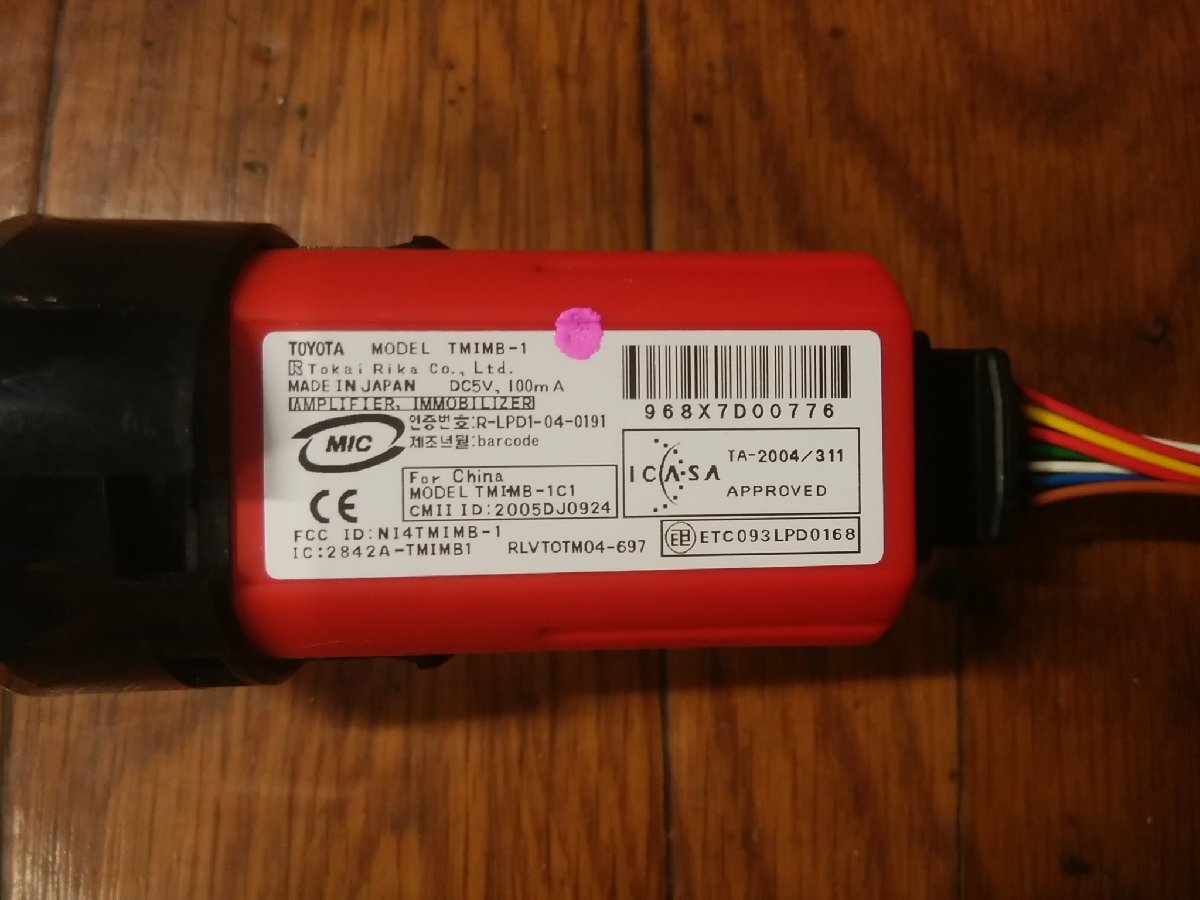 TOYOTA MODEL TMIMB-1
Tokai Rika Co., Ltd.
MADE IN JAPAN DC5V, 100mA
AMPLIFIER, IMMOBILIZER
MIC
인증번호:R-LPD1-04-0191
제조년월:barcode
CE
For China
MODEL TMIMB-1C1
CMII ID:2005DJ0924
FCC ID:NI4TMIMB-1
IC:2842A-TMIMB1 RLVTOTM04-697
968X7D00776
ICASA
TA-2004/311
APPROVED
ETC093LPD0168